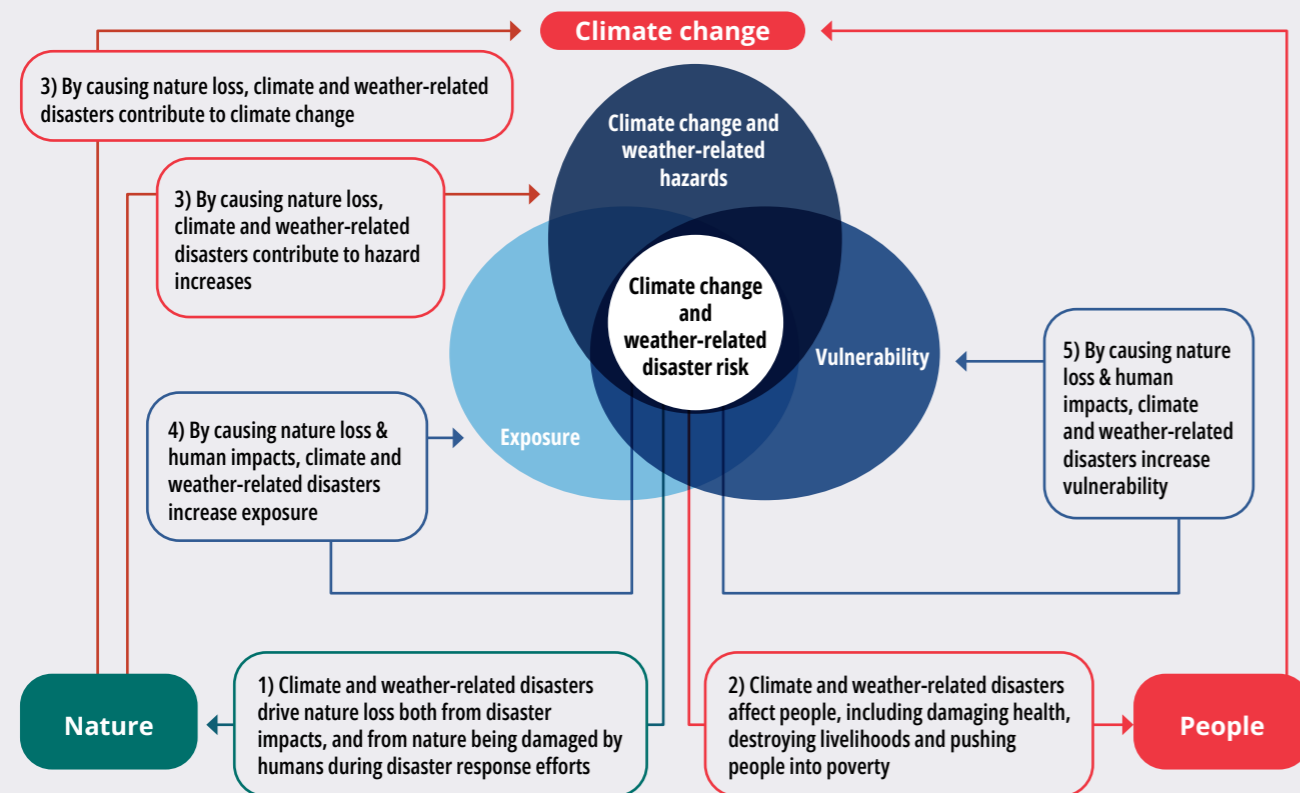 Climate change
3) By causing nature loss, climate and weather-related
disasters contribute to climate change
Climate change and
weather-related
hazards
3) By causing nature loss,
climate and weather-related
disasters contribute to hazard
increases
Climate change
and
weather-related
disaster risk
Vulnerability
5) By causing nature
loss & human
impacts, climate
and weather-related
disasters increase
vulnerability
4) By causing nature loss &
human impacts, climate and
weather-related disasters
increase exposure
Exposure
Nature
1) Climate and weather-related disasters
drive nature loss both from disaster
impacts, and from nature being damaged by
humans during disaster response efforts
2) Climate and weather-related disasters
affect people, including damaging health,
destroying livelihoods and pushing
people into poverty
People